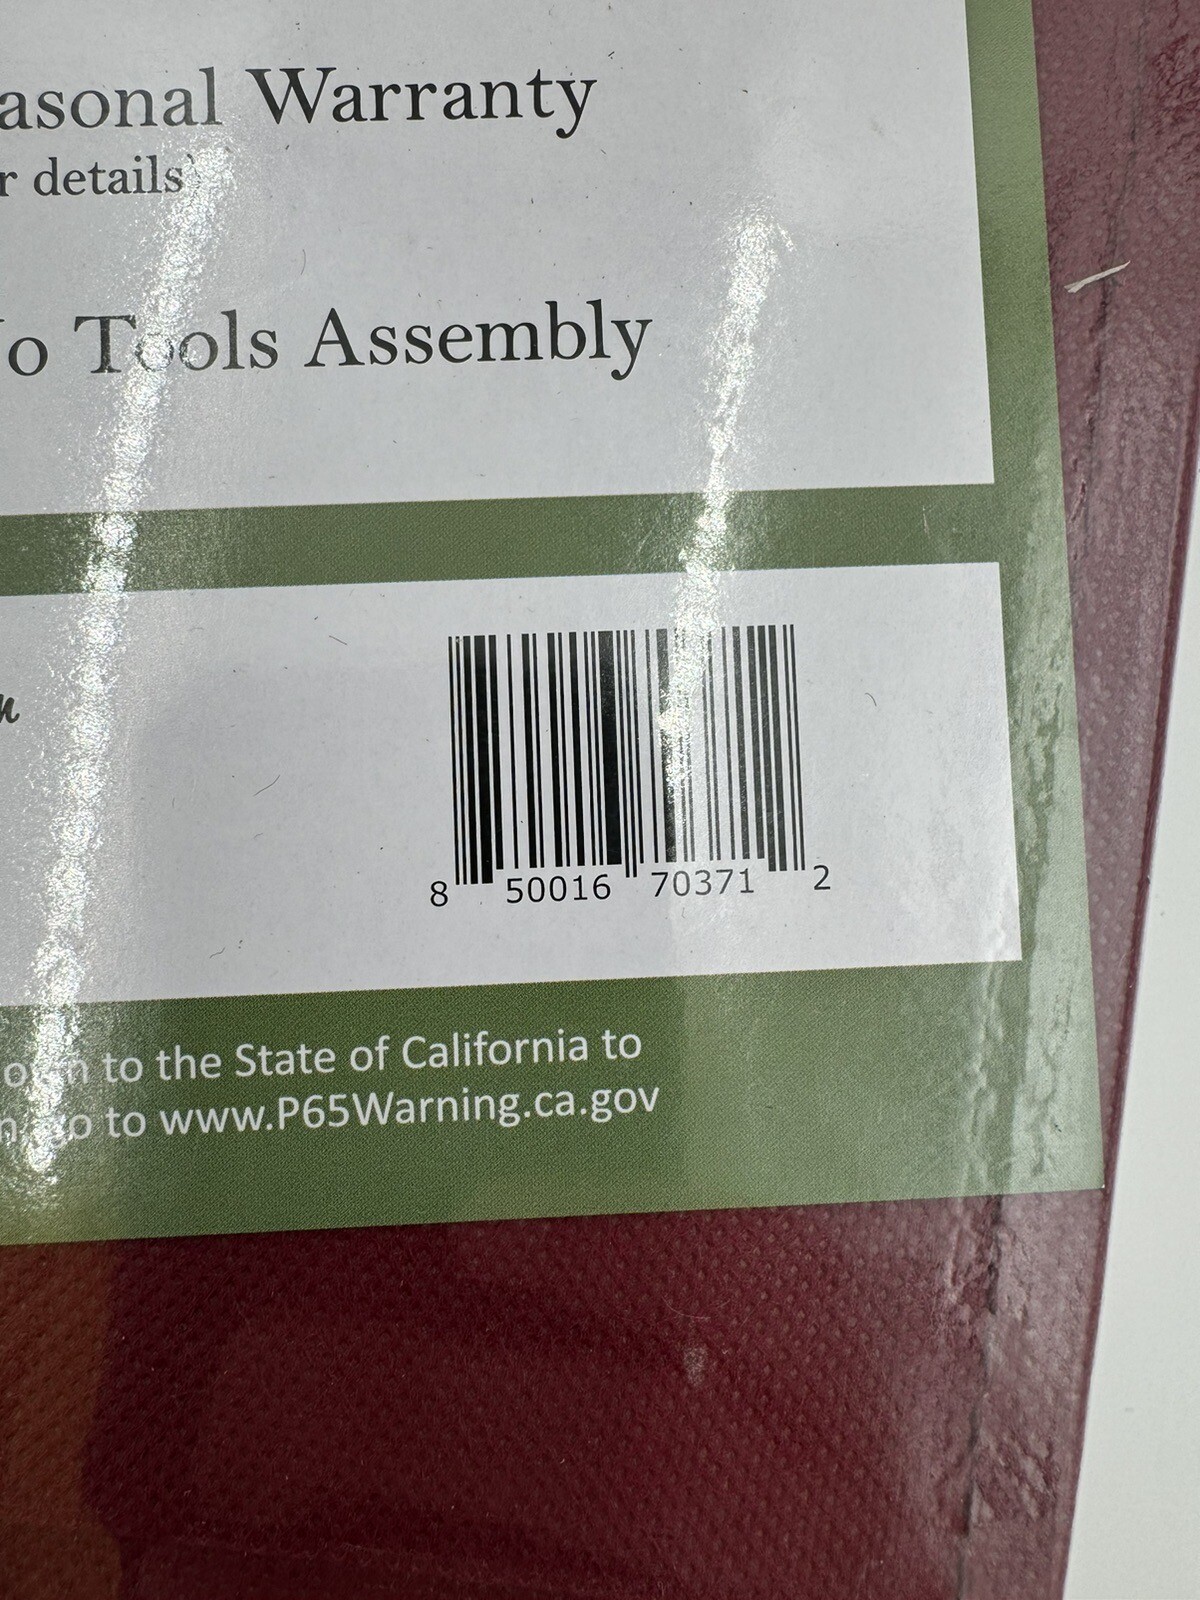 asonal Warranty
r details)
o Tools Assembly
8 50016 70371 2
to the State of California to
go to www.P65Warning.ca.gov